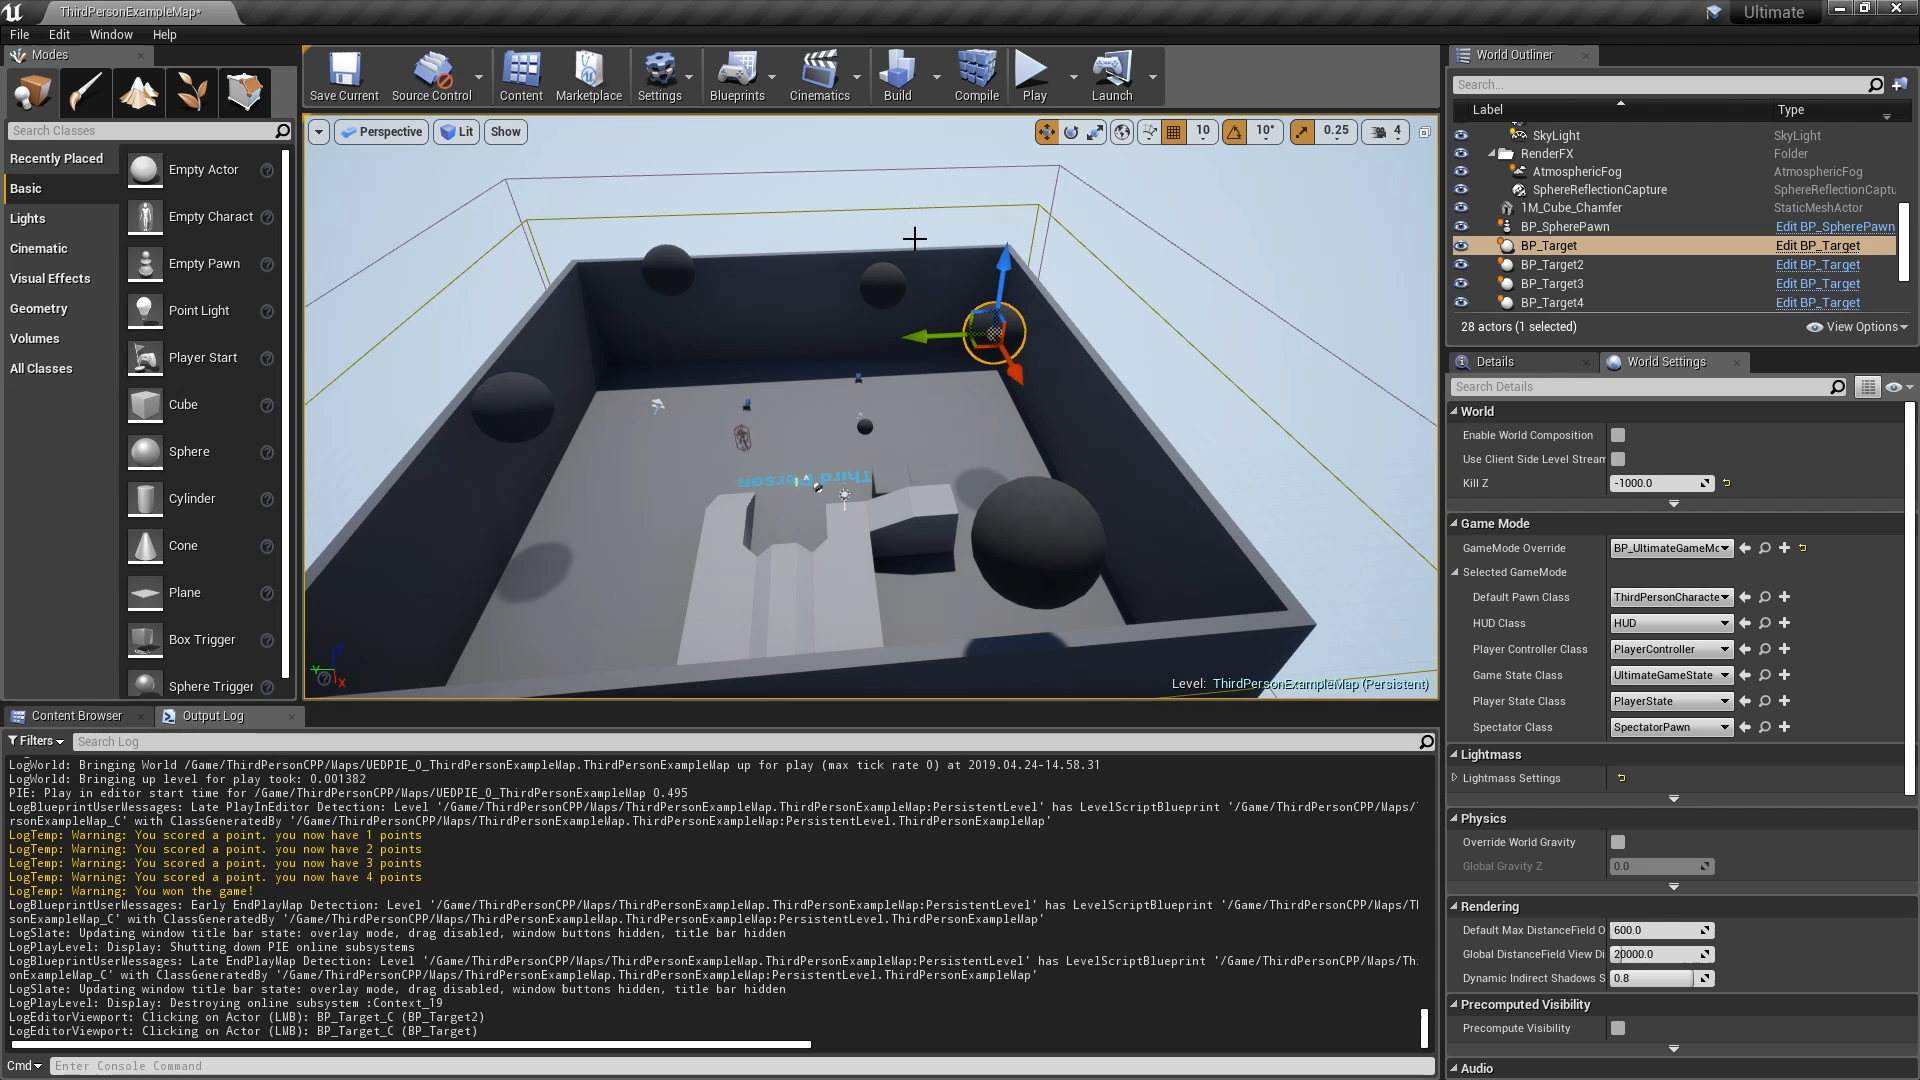 ThirdPersonExampleMap*
Ultimate
File Edit Window Help
Modes
Search Classes
Recently Placed
Basic
Lights
Cinematic
Visual Effects
Geometry
Volumes
All Classes
Empty Actor
Empty Charact
Empty Pawn
Point Light
Player Start
Cube
Sphere
Cylinder
Cone
Plane
Box Trigger
Sphere Trigger
Save Current Source Control Content Marketplace Settings Blueprints Cinematics Build Compile Play Launch
Perspective Lit Show
10 10° 0.25 4
Third Person
Level: ThirdPersonExampleMap (Persistent)
World Outliner
Search...
Label Type
SkyLight SkyLight
RenderFX Folder
AtmosphericFog AtmosphericFog
SphereReflectionCapture SphereReflectionCaptu
1M_Cube_Chamfer StaticMeshActor
BP_SpherePawn Edit BP_SpherePawn
BP_Target Edit BP_Target
BP_Target2 Edit BP_Target
BP_Target3 Edit BP_Target
BP_Target4 Edit BP_Target
28 actors (1 selected) View Options
Details World Settings
Search Details
World
Enable World Composition
Use Client Side Level Stream
Kill Z -1000.0
Game Mode
GameMode Override BP_UltimateGameMo
Selected GameMode
Default Pawn Class ThirdPersonCharacte
HUD Class HUD
Player Controller Class PlayerController
Game State Class UltimateGameState
Player State Class PlayerState
Spectator Class SpectatorPawn
Lightmass
Lightmass Settings
Physics
Override World Gravity
Global Gravity Z 0.0
Rendering
Default Max DistanceField O 600.0
Global DistanceField View Di 20000.0
Dynamic Indirect Shadows S 0.8
Precomputed Visibility
Precompute Visibility
Audio
Content Browser Output Log
Filters Search Log
LogWorld: Bringing World /Game/ThirdPersonCPP/Maps/UEDPIE_0_ThirdPersonExampleMap.ThirdPersonExampleMap up for play (max tick rate 0) at 2019.04.24-14.58.31
LogWorld: Bringing up level for play took: 0.001382
PIE: Play in editor start time for /Game/ThirdPersonCPP/Maps/UEDPIE_0_ThirdPersonExampleMap 0.495
LogBlueprintUserMessages: Late PlayInEditor Detection: Level '/Game/ThirdPersonCPP/Maps/ThirdPersonExampleMap.ThirdPersonExampleMap:PersistentLevel' has LevelScriptBlueprint '/Game/ThirdPersonCPP/Maps/
rsonExampleMap_C' with ClassGeneratedBy '/Game/ThirdPersonCPP/Maps/ThirdPersonExampleMap.ThirdPersonExampleMap:PersistentLevel.ThirdPersonExampleMap'
LogTemp: Warning: You scored a point. you now have 1 points
LogTemp: Warning: You scored a point. you now have 2 points
LogTemp: Warning: You scored a point. you now have 3 points
LogTemp: Warning: You scored a point. you now have 4 points
LogTemp: Warning: You won the game!
LogBlueprintUserMessages: Early EndPlayMap Detection: Level '/Game/ThirdPersonCPP/Maps/ThirdPersonExampleMap.ThirdPersonExampleMap:PersistentLevel' has LevelScriptBlueprint '/Game/ThirdPersonCPP/Maps/Th
sonExampleMap_C' with ClassGeneratedBy '/Game/ThirdPersonCPP/Maps/ThirdPersonExampleMap.ThirdPersonExampleMap:PersistentLevel.ThirdPersonExampleMap'
LogSlate: Updating window title bar state: overlay mode, drag disabled, window buttons hidden, title bar hidden
LogPlayLevel: Display: Shutting down PIE online subsystems
LogBlueprintUserMessages: Late EndPlayMap Detection: Level '/Game/ThirdPersonCPP/Maps/ThirdPersonExampleMap.ThirdPersonExampleMap:PersistentLevel' has LevelScriptBlueprint '/Game/ThirdPersonCPP/Maps/Thi
onExampleMap_C' with ClassGeneratedBy '/Game/ThirdPersonCPP/Maps/ThirdPersonExampleMap.ThirdPersonExampleMap:PersistentLevel.ThirdPersonExampleMap'
LogSlate: Updating window title bar state: overlay mode, drag disabled, window buttons hidden, title bar hidden
LogPlayLevel: Display: Destroying online subsystem :Context_19
LogEditorViewport: Clicking on Actor (LMB): BP_Target_C (BP_Target2)
LogEditorViewport: Clicking on Actor (LMB): BP_Target_C (BP_Target)
Cmd Enter Console Command